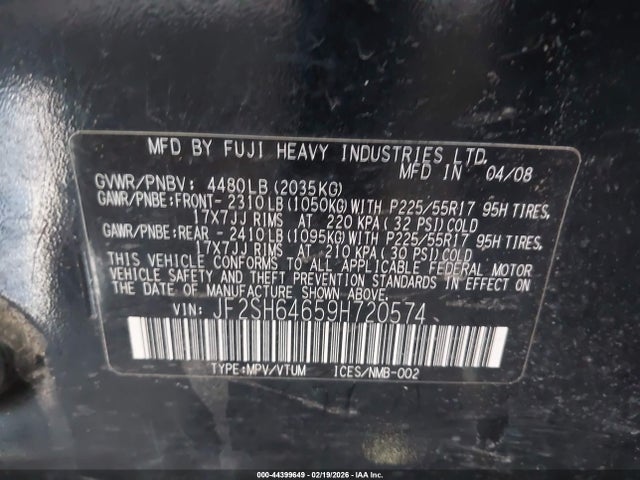 MFD BY FUJI HEAVY INDUSTRIES LTD.
MFD IN 04/08
GVWR/PNBV: 4480LB(2035KG)
GAWR/PNBE:FRONT- 2310LB(1050KG)WITH P225/55R17 95H TIRES,
17X7JJ RIMS AT 220 KPA(32 PSI)COLD
GAWR/PNBE:REAR - 2410LB(1095KG)WITH P225/55R17 95H TIRES,
17X7JJ RIMS AT 210 KPA(30 PSI)COLD
THIS VEHICLE CONFORMS TO ALL APPLICABLE FEDERAL MOTOR
VEHICLE SAFETY AND THEFT PREVENTION STANDARDS IN EFFECT ON
THE DATE OF MANUFACTURE SHOWN ABOVE.
VIN: JF2SH64659H720574
TYPE:MPV/VTUM ICES/NMB-002
000-44399649 - 02/19/2026 - IAA Inc.